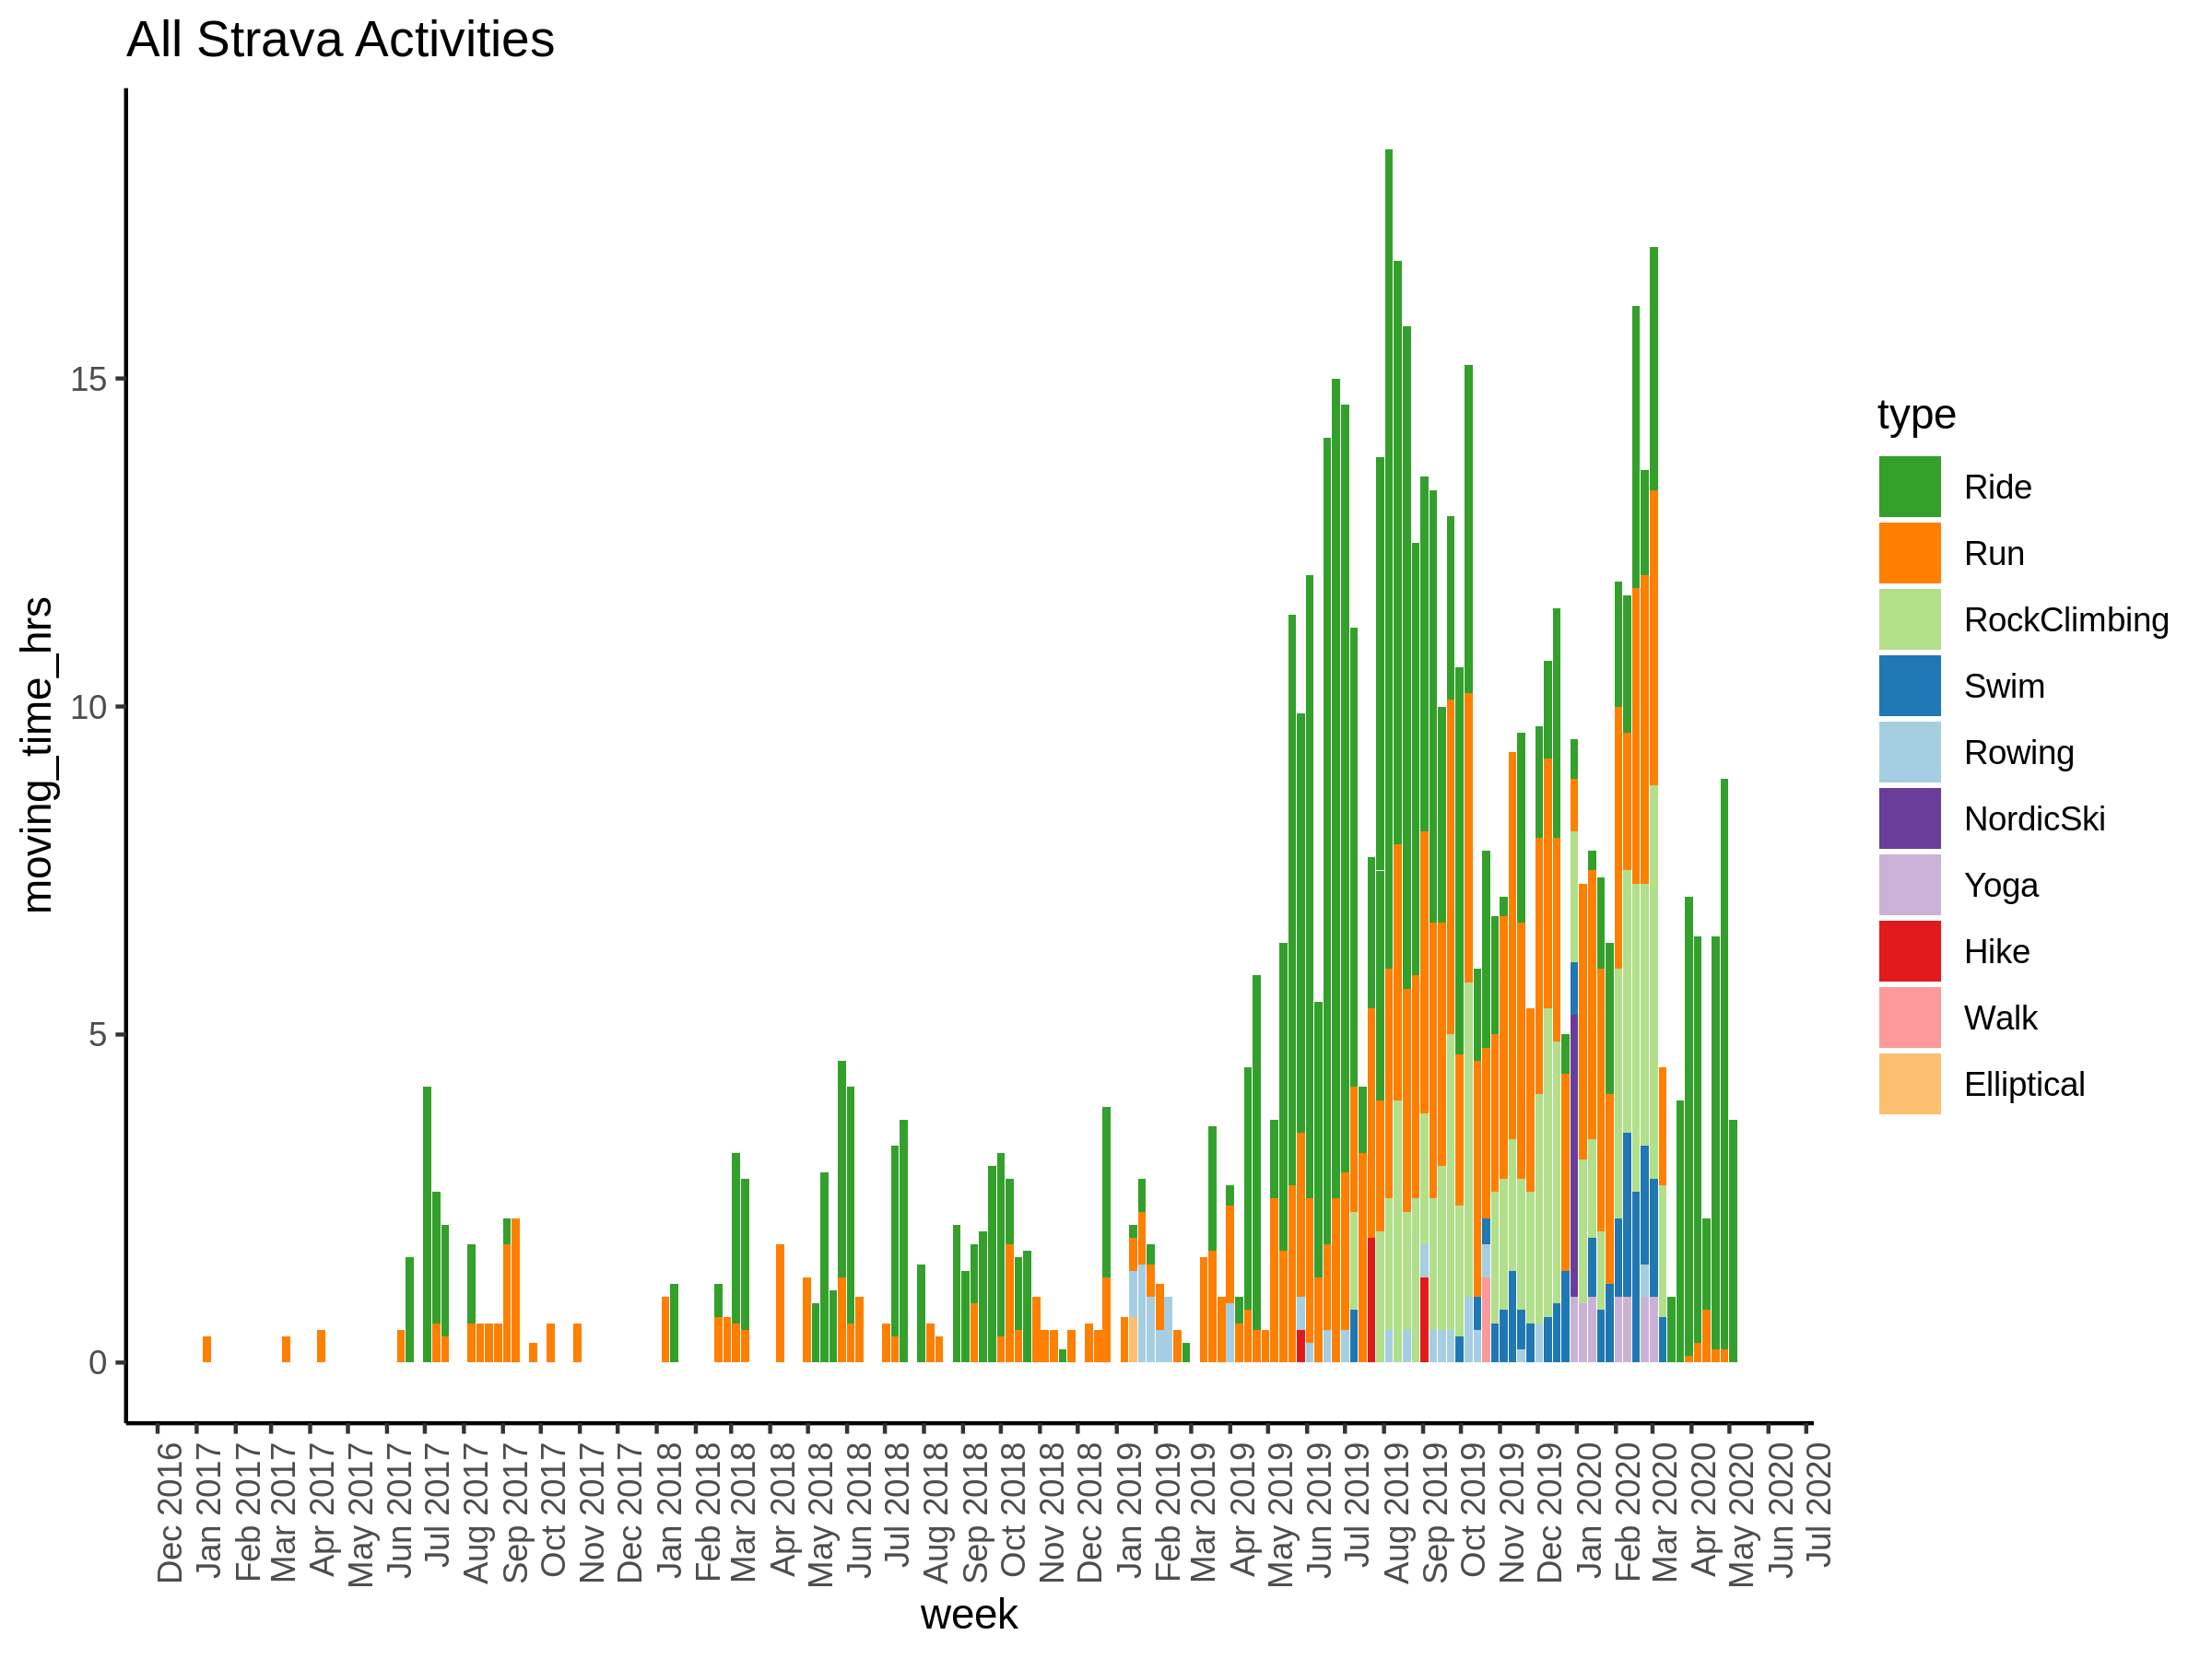 All Strava Activities
moving_time_hrs
15
10
5
0
Dec 2016
Jan 2017
Feb 2017
Mar 2017
Apr 2017
May 2017
Jun 2017
Jul 2017
Aug 2017
Sep 2017
Oct 2017
Nov 2017
Dec 2017
Jan 2018
Feb 2018
Mar 2018
Apr 2018
May 2018
Jun 2018
Jul 2018
Aug 2018
Sep 2018
Oct 2018
Nov 2018
Dec 2018
Jan 2019
Feb 2019
Mar 2019
Apr 2019
May 2019
Jun 2019
Jul 2019
Aug 2019
Sep 2019
Oct 2019
Nov 2019
Dec 2019
Jan 2020
Feb 2020
Mar 2020
Apr 2020
May 2020
Jun 2020
Jul 2020
week
type
Ride
Run
RockClimbing
Swim
Rowing
NordicSki
Yoga
Hike
Walk
Elliptical